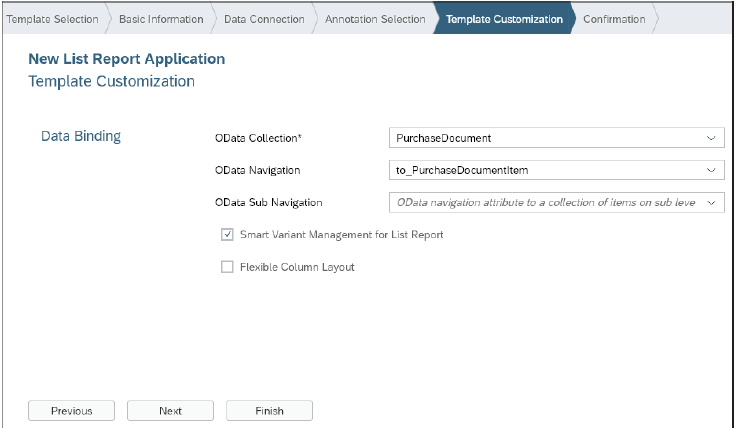 Template Selection Basic Information Data Connection Annotation Selection Template Customization Confirmation
New List Report Application
Template Customization
Data Binding
OData Collection* PurchaseDocument
OData Navigation to_PurchaseDocumentItem
OData Sub Navigation OData navigation attribute to a collection of items on sub leve
Smart Variant Management for List Report
Flexible Column Layout
Previous Next Finish